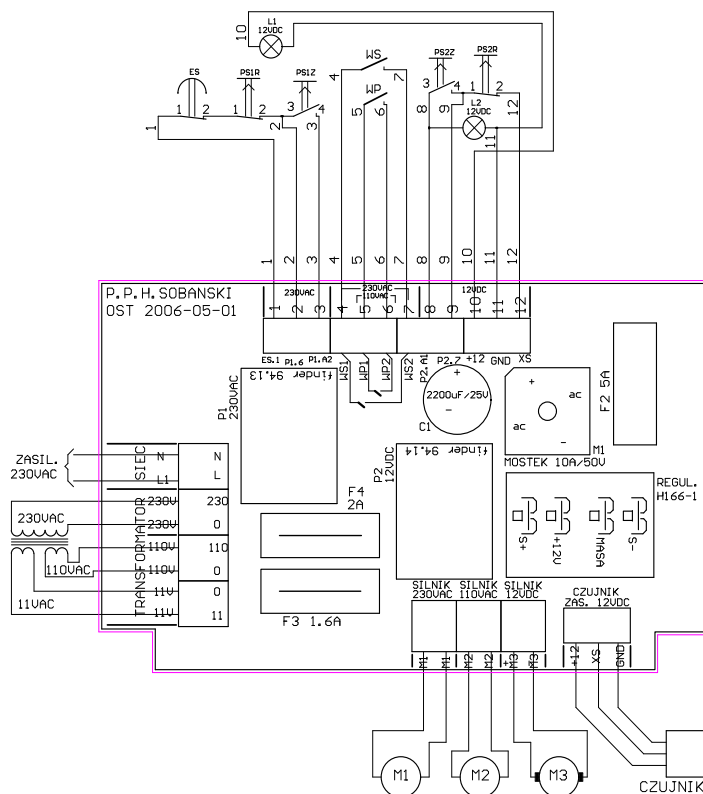 10
L1
12VDC
ES
PS1R
PS1Z
WS
PS2Z
PS2R
4
7
3
4
1
2
1
2
1
2
3
4
WP
8
9
L2
12VDC
12
1
2
3
5
6
11
10
1
2
3
4
5
6
7
8
9
10
11
12
P.P.H.SOBANSKI
OST 2006-05-01
230VAC
230VAC
110VAC
12VDC
1
2
3
4
5
6
7
8
9
10
11
12
ES.1
P1.6
P1.A2
WS1
WP1
WP2
WS2
P2.A1
P2.7
+12
GND
XS
P1
230VAC
finder 94.13
2200uF/25V
C1
+
-
+
ac
ac
-
M1
MOSTEK 10A/50V
F2 5A
ZASIL.
230VAC
SIEC
N
L1
N
L
P2
12VDC
finder 94.14
F4
2A
REGUL.
H166-1
S+
+12V
MASA
S-
230VAC
110VAC
11VAC
TRANSFORMATOR
230V
230V
110V
110V
11V
11V
230
0
110
0
0
11
F3 1.6A
SILNIK
230VAC
SILNIK
110VAC
SILNIK
12VDC
CZUJNIK
ZAS. 12VDC
M1
M1
M2
M2
+M3
M3
+12
XS
GND
M1
M2
M3
CZUJNIK